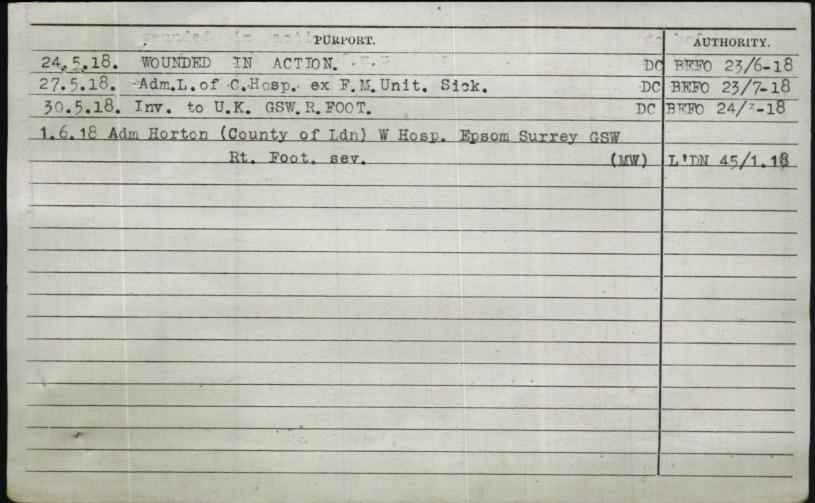 PURPORT. AUTHORITY.
24.5.18. WOUNDED IN ACTION. DC BEFO 23/6-18
27.5.18. Adm.L.of C.Hosp. ex F.M.Unit. Sick. DC BEFO 23/7-18
30.5.18. Inv. to U.K. GSW.R.FOOT. DC BEFO 24/ -18
1.6.18 Adm Horton (County of Ldn) W Hosp. Epsom Surrey GSW
Rt. Foot. sev. (MW) L'DN 45/1.18